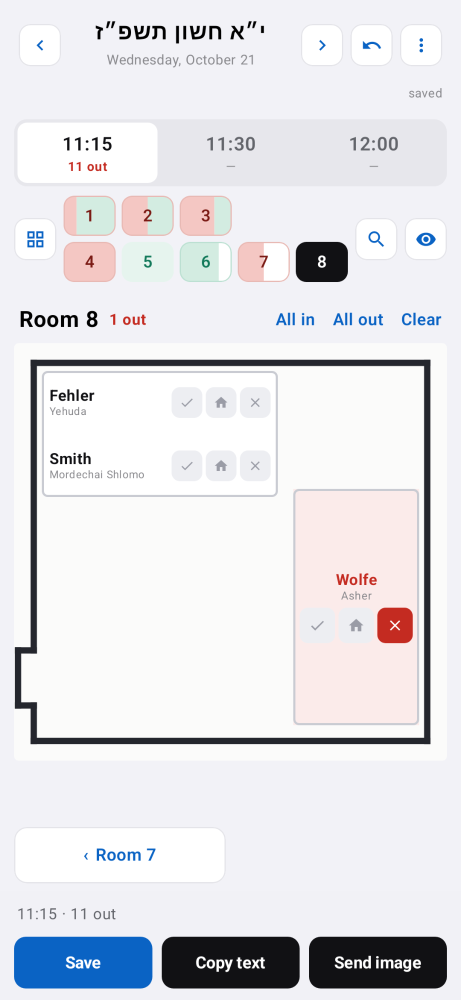 י״א חשון תשפ״ז
Wednesday, October 21
saved
11:15
11 out
11:30
–
12:00
–
1
2
3
4
5
6
7
8
Room 8 1 out
All in All out Clear
Fehler
Yehuda
Smith
Mordechai Shlomo
Wolfe
Asher
‹ Room 7
11:15 · 11 out
Save
Copy text
Send image